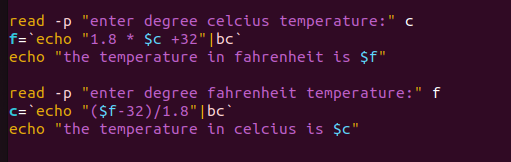 read -p "enter degree celcius temperature:" c
f=`echo "1.8 * $c +32"|bc`
echo "the temperature in fahrenheit is $f"
read -p "enter degree fahrenheit temperature:" f
c=`echo "($f-32)/1.8"|bc`
echo "the temperature in celcius is $c"